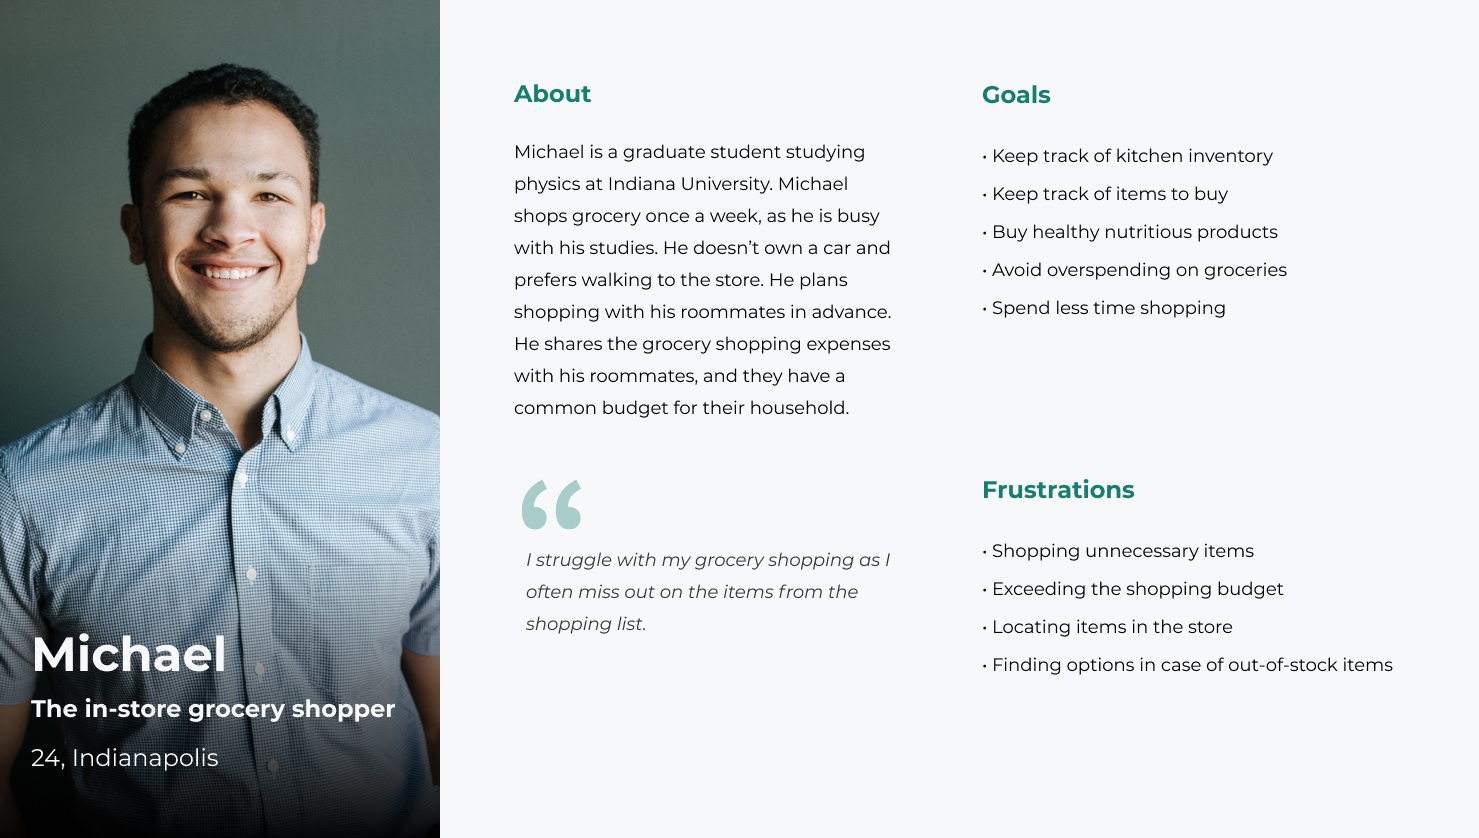 Michael
The in-store grocery shopper
24, Indianapolis
About
Michael is a graduate student studying
physics at Indiana University. Michael
shops grocery once a week, as he is busy
with his studies. He doesn’t own a car and
prefers walking to the store. He plans
shopping with his roommates in advance.
He shares the grocery shopping expenses
with his roommates, and they have a
common budget for their household.
“
I struggle with my grocery shopping as I
often miss out on the items from the
shopping list.
Goals
• Keep track of kitchen inventory
• Keep track of items to buy
• Buy healthy nutritious products
• Avoid overspending on groceries
• Spend less time shopping
Frustrations
• Shopping unnecessary items
• Exceeding the shopping budget
• Locating items in the store
• Finding options in case of out-of-stock items